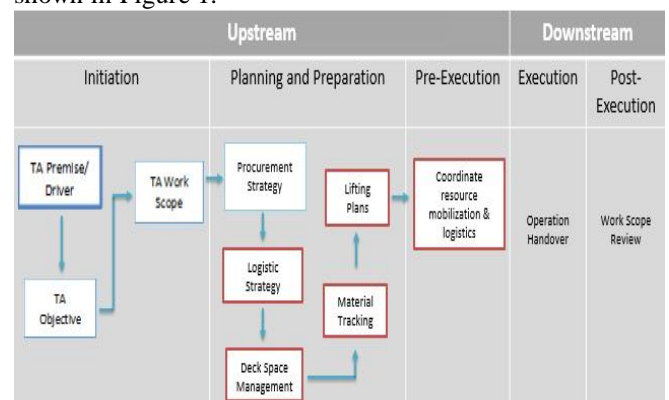 shown in Figure 1.
Upstream
Downstream
Initiation
Planning and Preparation
Pre-Execution
Execution
Post-
Execution
TA Premise/
Driver
TA Objective
TA Work
Scope
Procurement
Strategy
Logistic
Strategy
Deck Space
Management
Material
Tracking
Lifting
Plans
Coordinate
resource
mobilization &
logistics
Operation
Handover
Work Scope
Review